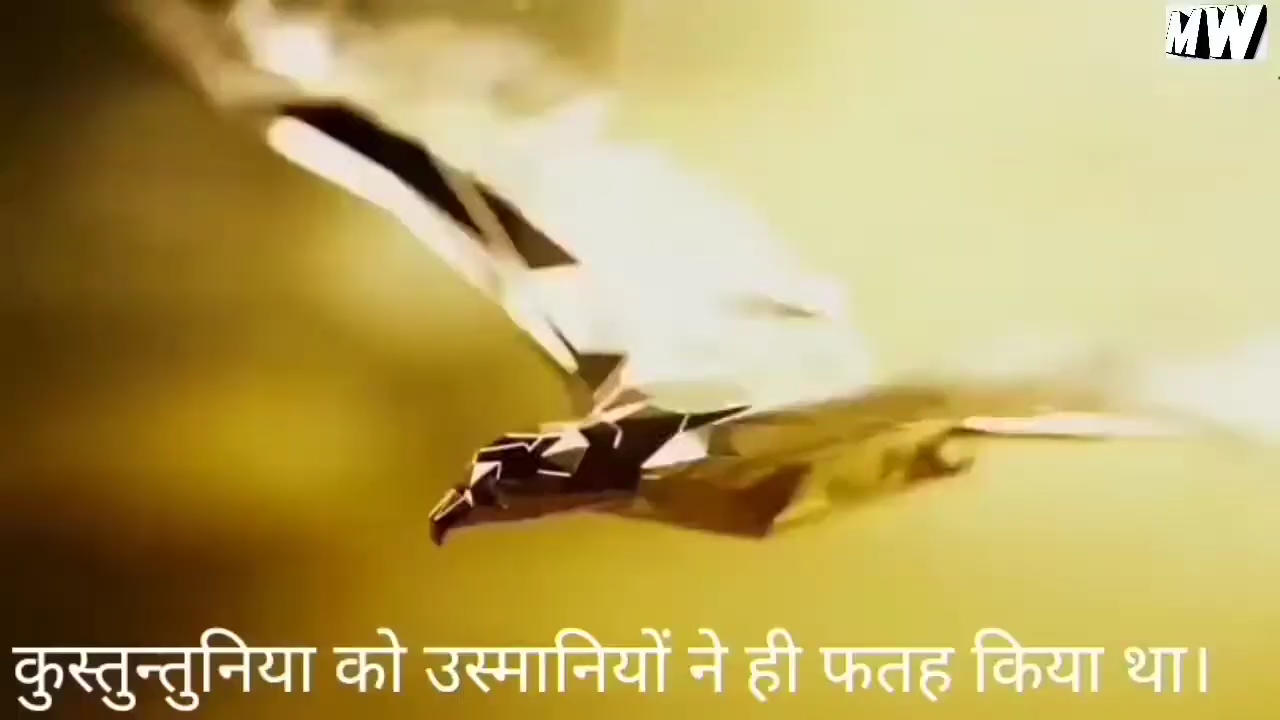 MW
कुस्तुन्तुनिया को उस्मानियों ने ही फतह किया था।